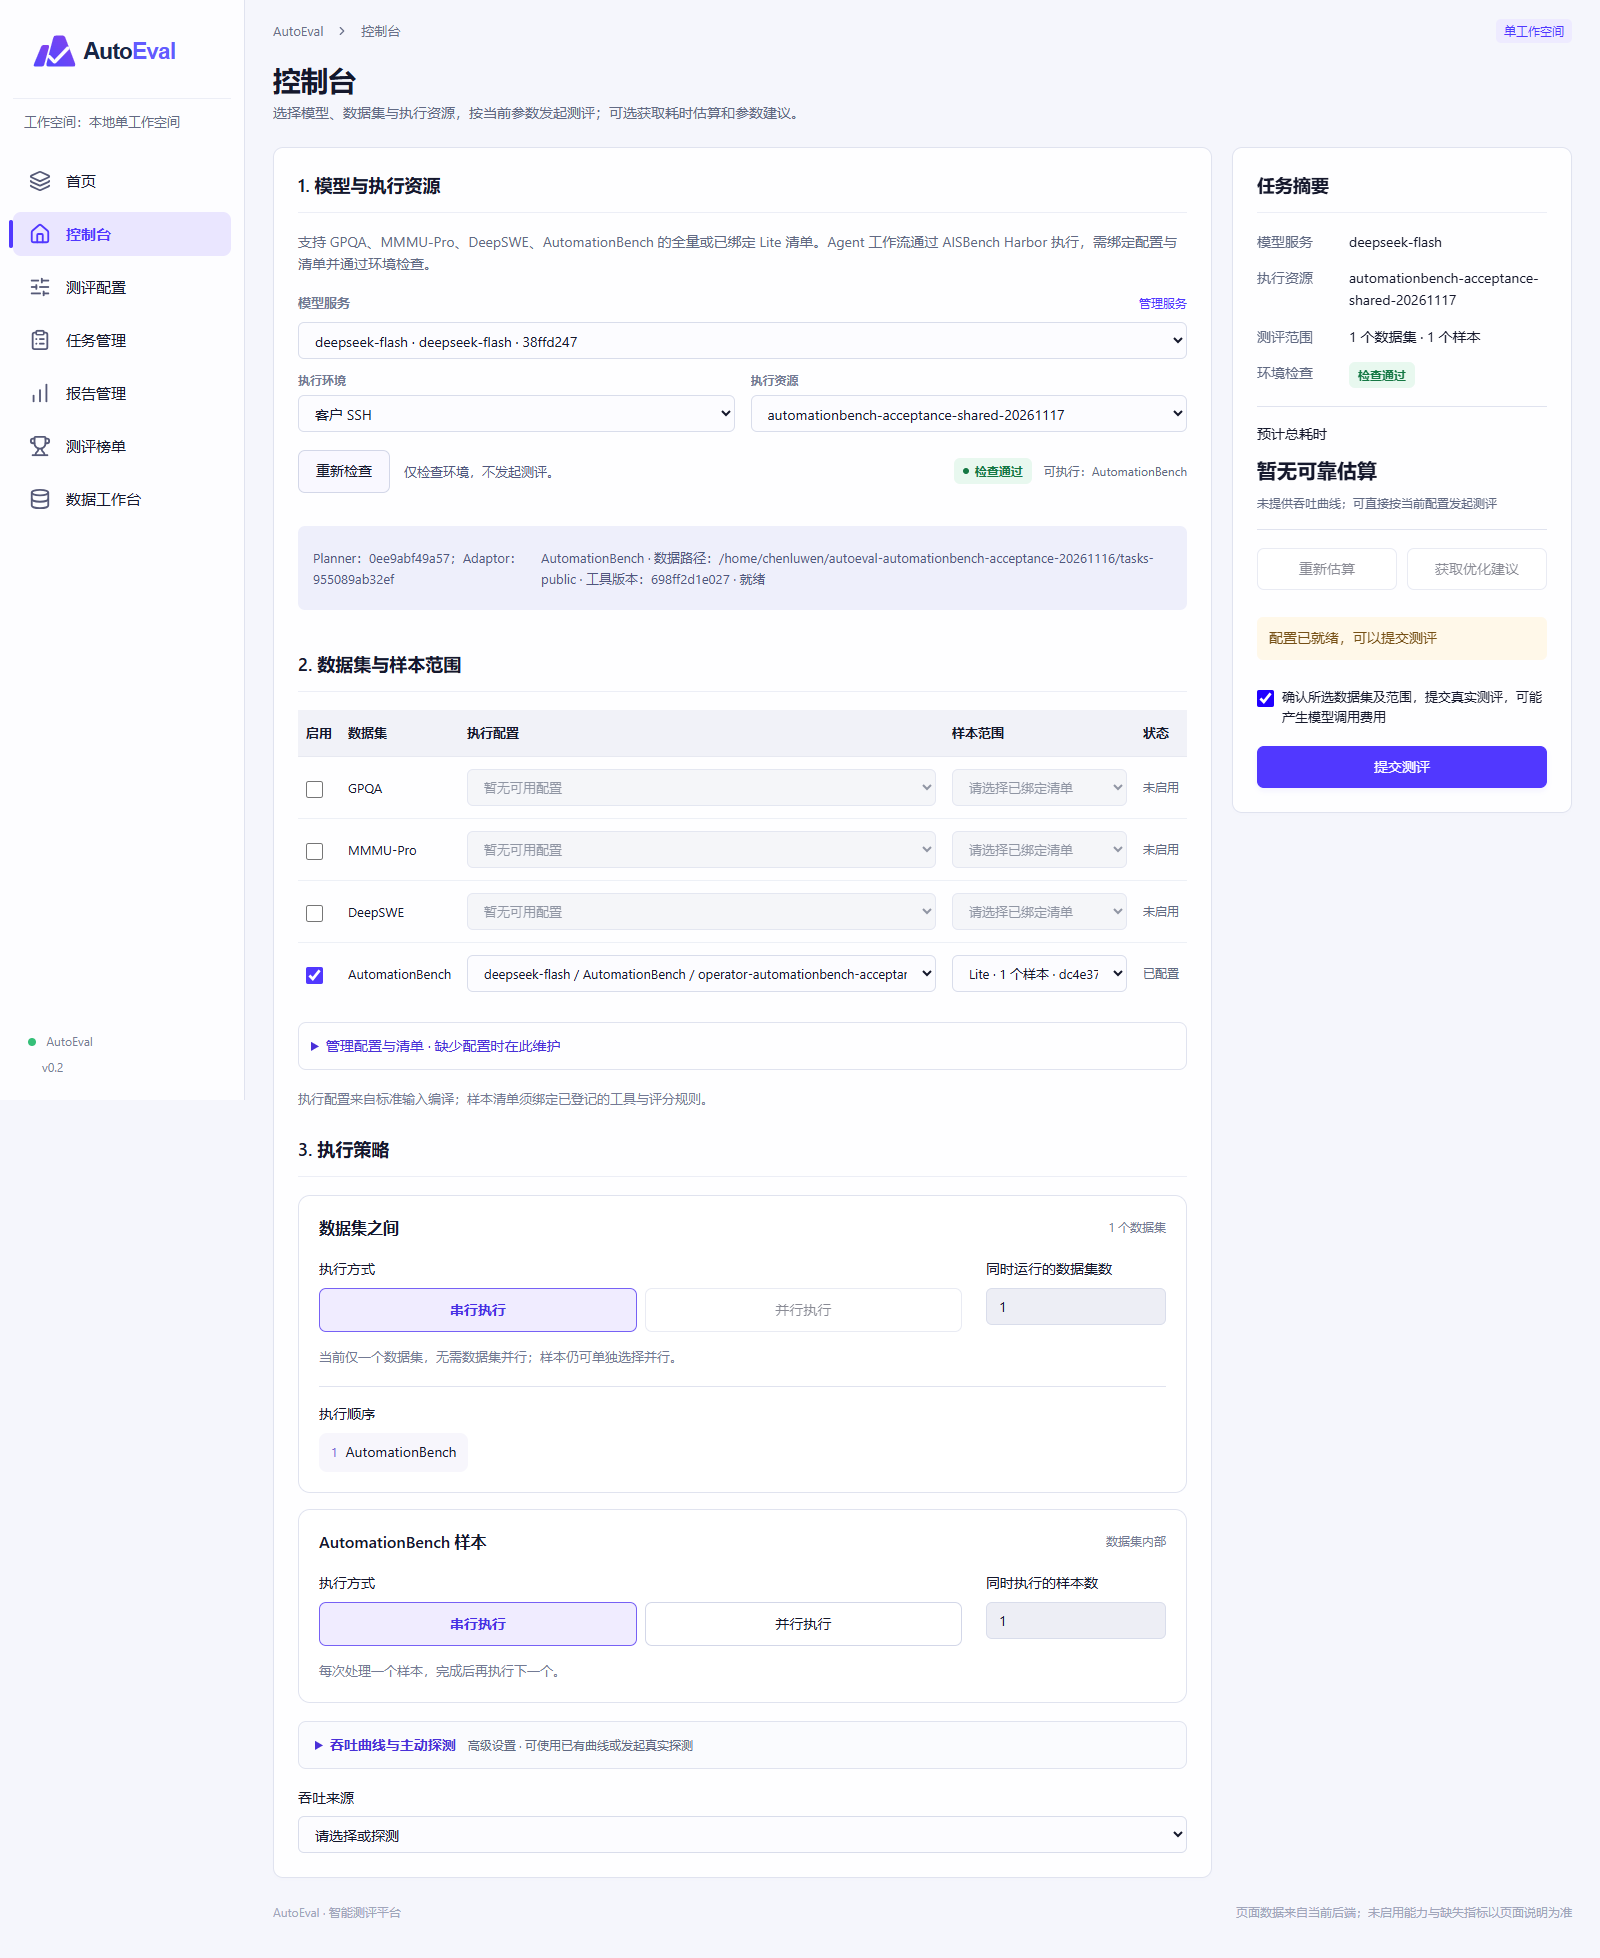 AutoEval
工作空间：本地单工作空间
首页
控制台
测评配置
任务管理
报告管理
测评榜单
数据工作台
AutoEval
v0.2
AutoEval > 控制台
单工作空间
控制台
选择模型、数据集与执行资源，按当前参数发起测评；可选获取耗时估算和参数建议。
1. 模型与执行资源
支持 GPQA、MMMU-Pro、DeepSWE、AutomationBench 的全量或已绑定 Lite 清单。Agent 工作流通过 AISBench Harbor 执行，需绑定配置与
清单并通过环境检查。
模型服务
管理服务
deepseek-flash · deepseek-flash · 38ffd247
执行环境
执行资源
客户 SSH
automationbench-acceptance-shared-20261117
重新检查
仅检查环境，不发起测评。
检查通过
可执行：AutomationBench
Planner：0ee9abf49a57；Adaptor：
955089ab32ef
AutomationBench · 数据路径：/home/chenluwen/autoeval-automationbench-acceptance-20261116/tasks-
public · 工具版本：698ff2d1e027 · 就绪
2. 数据集与样本范围
启用 数据集 执行配置 样本范围 状态
GPQA 暂无可用配置 请选择已绑定清单 未启用
MMMU-Pro 暂无可用配置 请选择已绑定清单 未启用
DeepSWE 暂无可用配置 请选择已绑定清单 未启用
AutomationBench deepseek-flash / AutomationBench / operator-automationbench-acceptar Lite · 1 个样本 · dc4e37 已配置
管理配置与清单 · 缺少配置时在此维护
执行配置来自标准输入编译；样本清单须绑定已登记的工具与评分规则。
3. 执行策略
数据集之间
1 个数据集
执行方式
同时运行的数据集数
串行执行
并行执行
1
当前仅一个数据集，无需数据集并行；样本仍可单独选择并行。
执行顺序
1 AutomationBench
AutomationBench 样本
数据集内部
执行方式
同时执行的样本数
串行执行
并行执行
1
每次处理一个样本，完成后再执行下一个。
吞吐曲线与主动探测 高级设置 · 可使用已有曲线或发起真实探测
吞吐来源
请选择或探测
任务摘要
模型服务 deepseek-flash
执行资源 automationbench-acceptance-
shared-20261117
测评范围 1 个数据集 · 1 个样本
环境检查 检查通过
预计总耗时
暂无可靠估算
未提供吞吐曲线；可直接按当前配置发起测评
重新估算
获取优化建议
配置已就绪，可以提交测评
确认所选数据集及范围，提交真实测评，可能
产生模型调用费用
提交测评
AutoEval · 智能测评平台
页面数据来自当前后端；未启用能力与缺失指标以页面说明为准